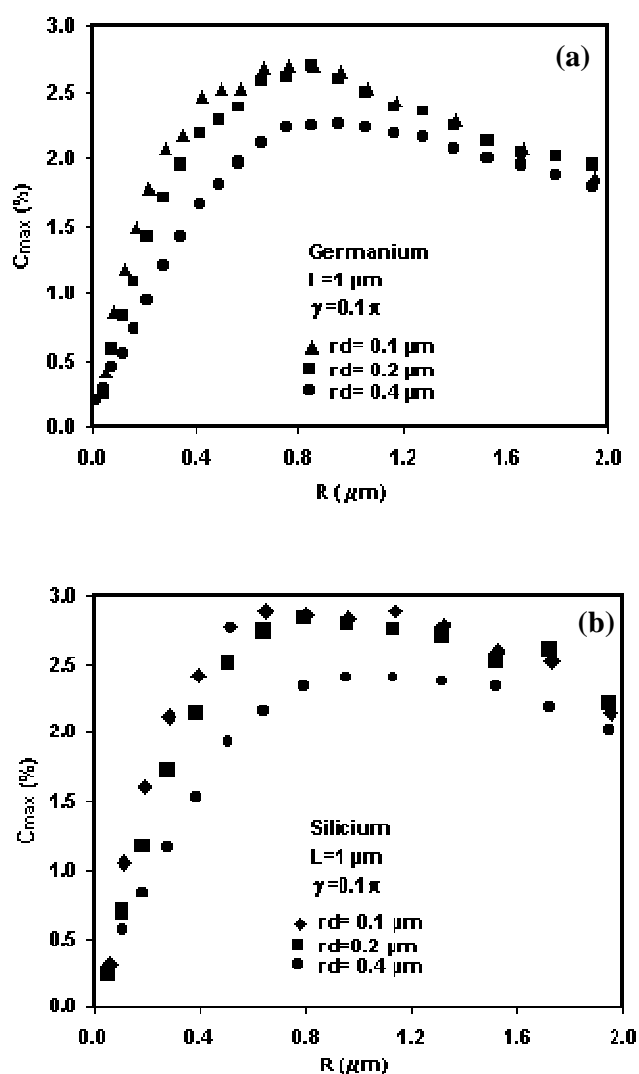 3.0
(a)
2.5
2.0
1.5
1.0
0.5
0.0
Cmax (%)
Germanium
L=1 µm
γ=0.1 π
▲ rd= 0.1 µm
■ rd= 0.2 µm
● rd= 0.4 µm
0.0 0.4 0.8 1.2 1.6 2.0
R (µm)
3.0
(b)
2.5
2.0
1.5
1.0
0.5
0.0
Cmax (%)
Silicium
L=1 µm
γ=0.1 π
◆ rd= 0.1 µm
■ rd=0.2 µm
● rd= 0.4 µm
0.0 0.4 0.8 1.2 1.6 2.0
R (µm)